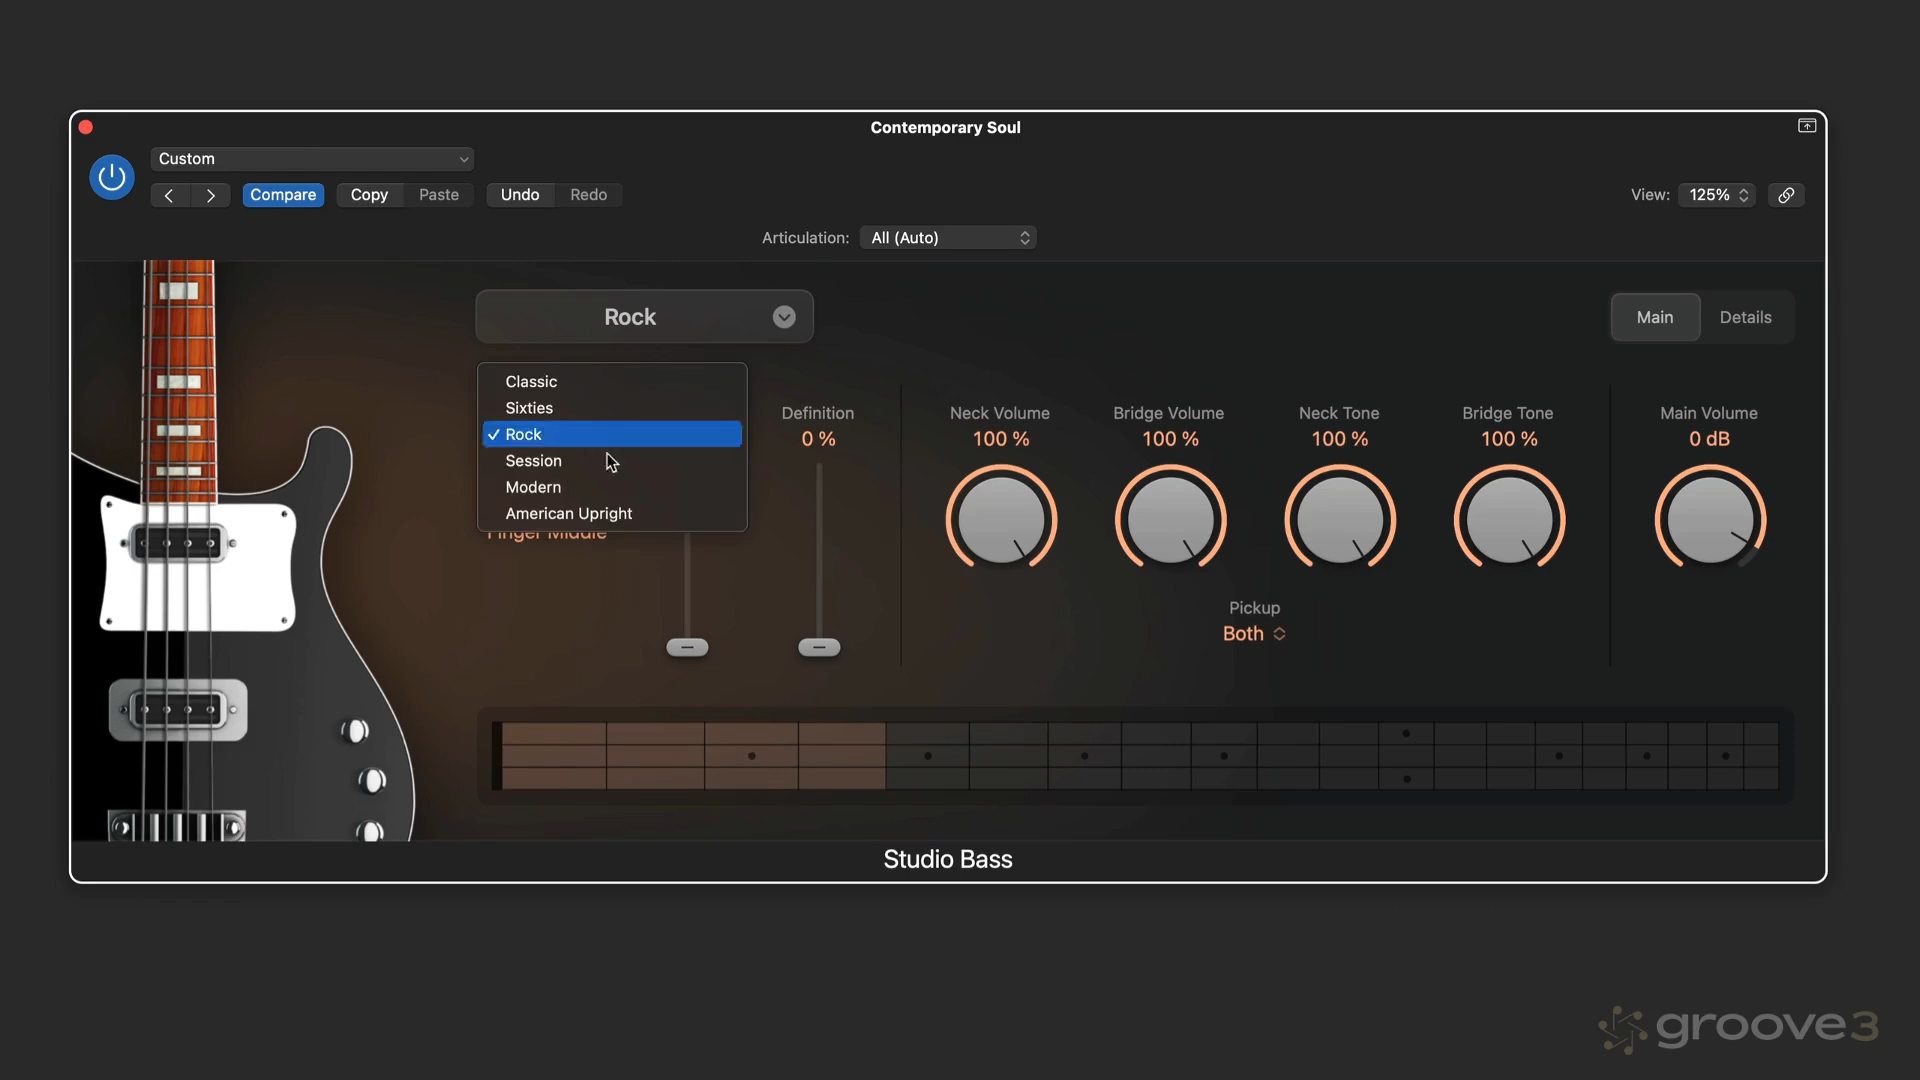 Contemporary Soul
Custom
Compare
Copy
Paste
Undo
Redo
View:
125%
Articulation:
All (Auto)
Rock
Main
Details
Classic
Sixties
✓ Rock
Session
Modern
American Upright
Finger Middle
Definition
0 %
Neck Volume
100 %
Bridge Volume
100 %
Neck Tone
100 %
Bridge Tone
100 %
Main Volume
0 dB
Pickup
Both
Studio Bass
groove3